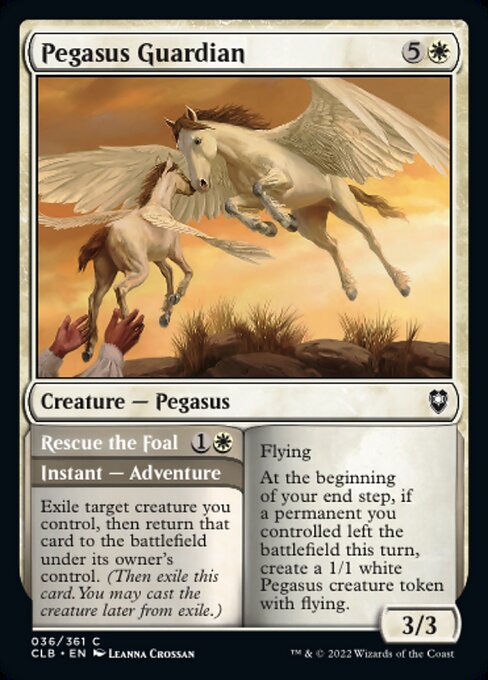 Pegasus Guardian 5
Creature — Pegasus
Rescue the Foal 1
Instant — Adventure
Exile target creature you
control, then return that
card to the battlefield
under its owner's
control. (Then exile this
card. You may cast the
creature later from exile.)
Flying
At the beginning
of your end step, if
a permanent you
controlled left the
battlefield this turn,
create a 1/1 white
Pegasus creature token
with flying.
3/3
036/361 C
CLB • EN Leanna Crossan
™ & © 2022 Wizards of the Coast